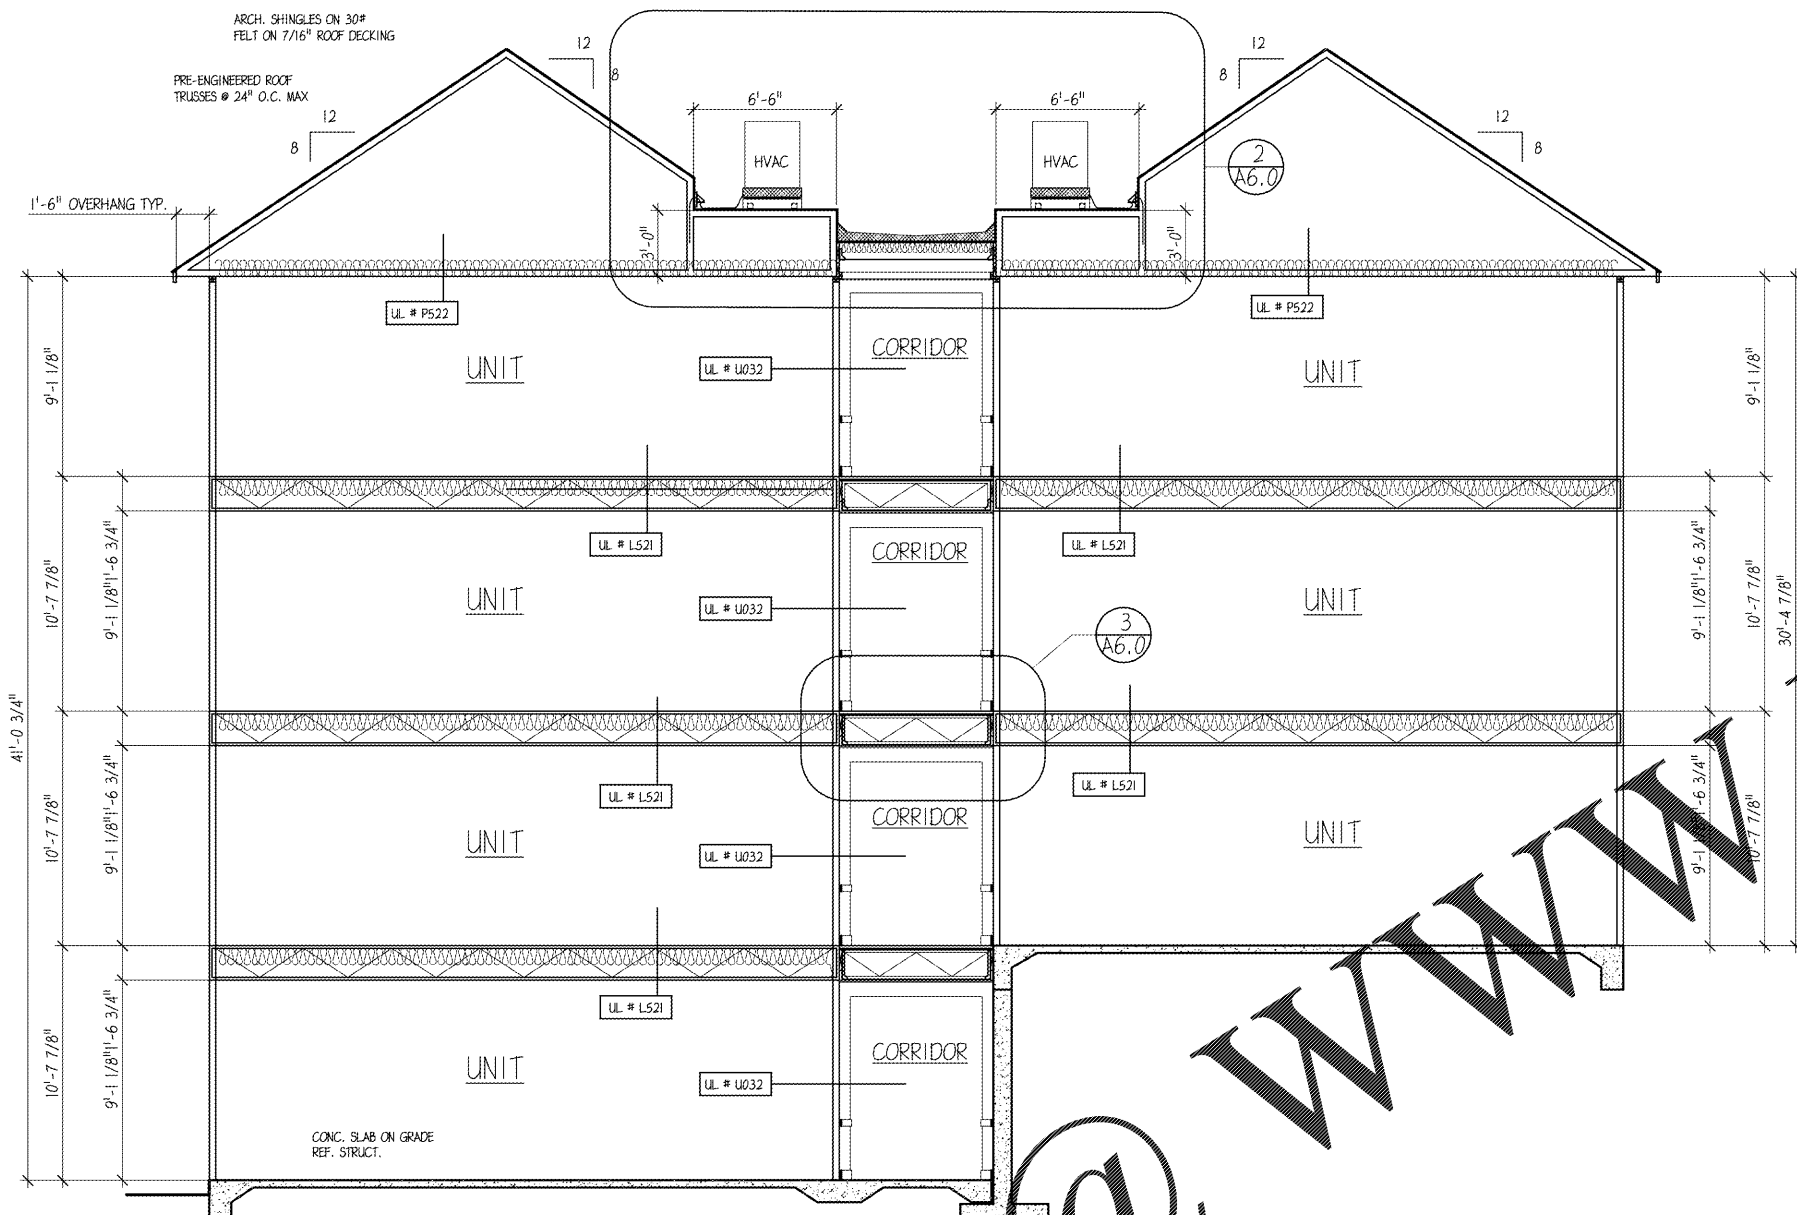 ARCH. SHINGLES ON 30#
FELT ON 7/16" ROOF DECKING
PRE-ENGINEERED ROOF
TRUSSES @ 24" O.C. MAX
12
8
12
8
12
8
12
8
6'-6"
6'-6"
HVAC
HVAC
2
A6.0
1'-6" OVERHANG TYP.
3'-0"
3'-0"
UL # P522
UL # P522
9'-1 1/8"
UNIT
UL # U032
CORRIDOR
UNIT
9'-1 1/8"
UL # L521
UL # L521
10'-7 7/8"
9'-1 1/8"
1'-6 3/4"
UNIT
UL # U032
CORRIDOR
UNIT
9'-1 1/8"
1'-6 3/4"
10'-7 7/8"
30'-4 7/8"
3
A6.0
41'-0 3/4"
UL # L521
UL # L521
10'-7 7/8"
9'-1 1/8"
1'-6 3/4"
UNIT
UL # U032
CORRIDOR
UNIT
9'-1 1/8"
1'-6 3/4"
10'-7 7/8"
UL # L521
10'-7 7/8"
9'-1 1/8"
1'-6 3/4"
UNIT
UL # U032
CORRIDOR
CONC. SLAB ON GRADE
REF. STRUCT.
@ www